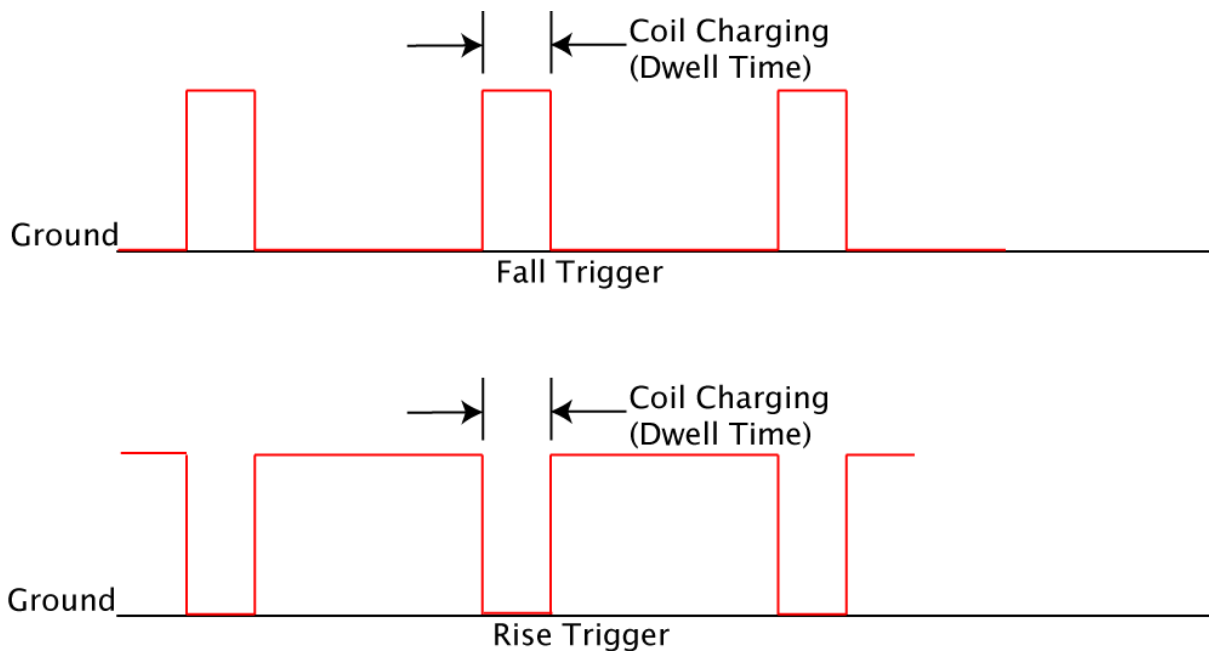 Coil Charging
(Dwell Time)
Ground
Fall Trigger
Coil Charging
(Dwell Time)
Ground
Rise Trigger